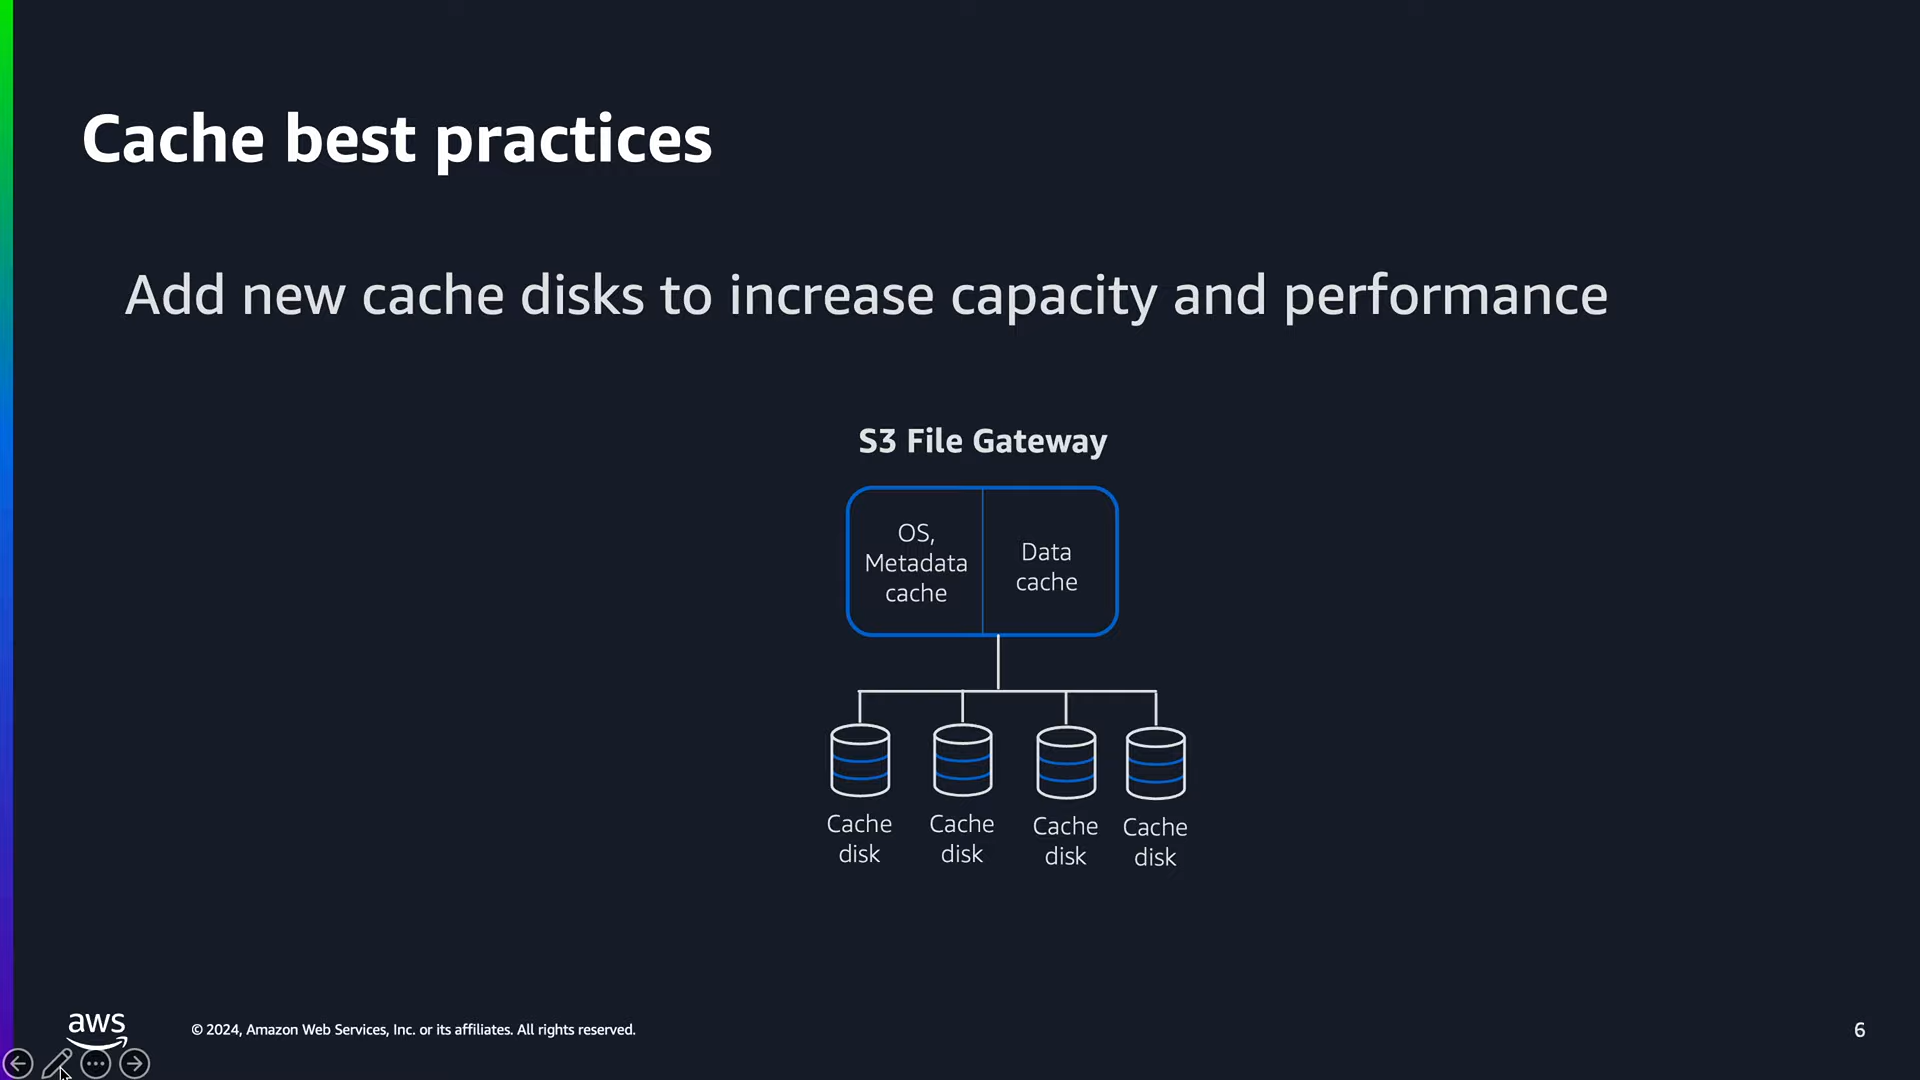 Cache best practices
Add new cache disks to increase capacity and performance
S3 File Gateway
OS,
Metadata
cache
Data
cache
Cache
disk
Cache
disk
Cache
disk
Cache
disk
aws
© 2024, Amazon Web Services, Inc. or its affiliates. All rights reserved.
6